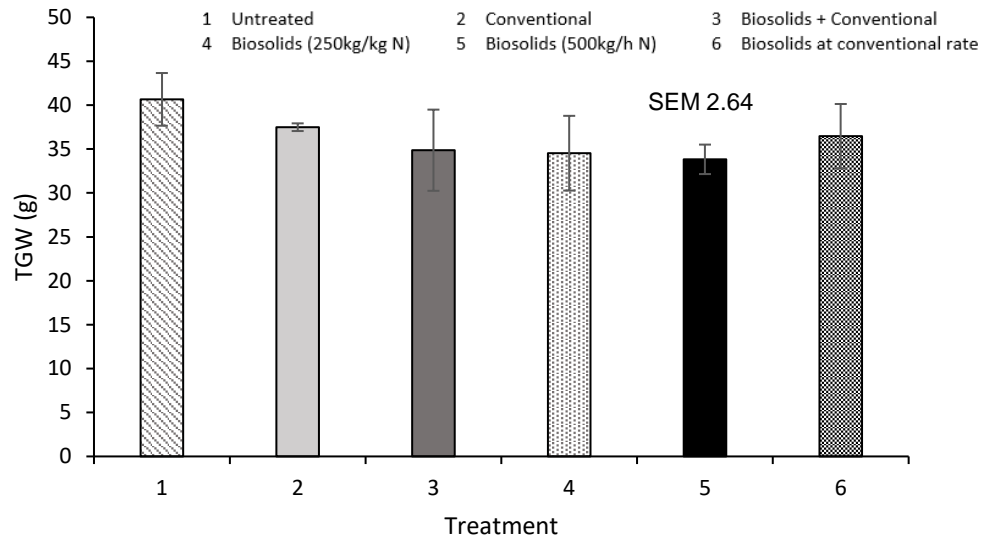 50
1 Untreated 2 Conventional 3 Biosolids + Conventional
4 Biosolids (250kg/kg N) 5 Biosolids (500kg/h N) 6 Biosolids at conventional rate
45
40
SEM 2.64
35
30
25
20
15
10
5
0
TGW (g)
1 2 3 4 5 6
Treatment